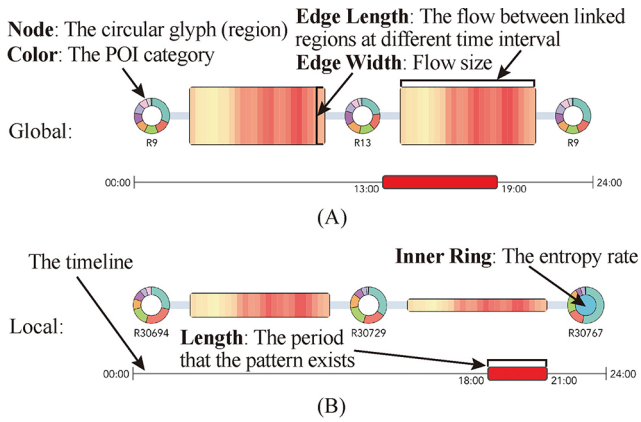 Node: The circular glyph (region)
Color: The POI category
Edge Length: The flow between linked
regions at different time interval
Edge Width: Flow size
Global:
R9
R13
R9
00:00
13:00
19:00
24:00
(A)
The timeline
Inner Ring: The entropy rate
Local:
R30694
R30729
R30767
Length: The period
that the pattern exists
00:00
18:00
21:00
24:00
(B)